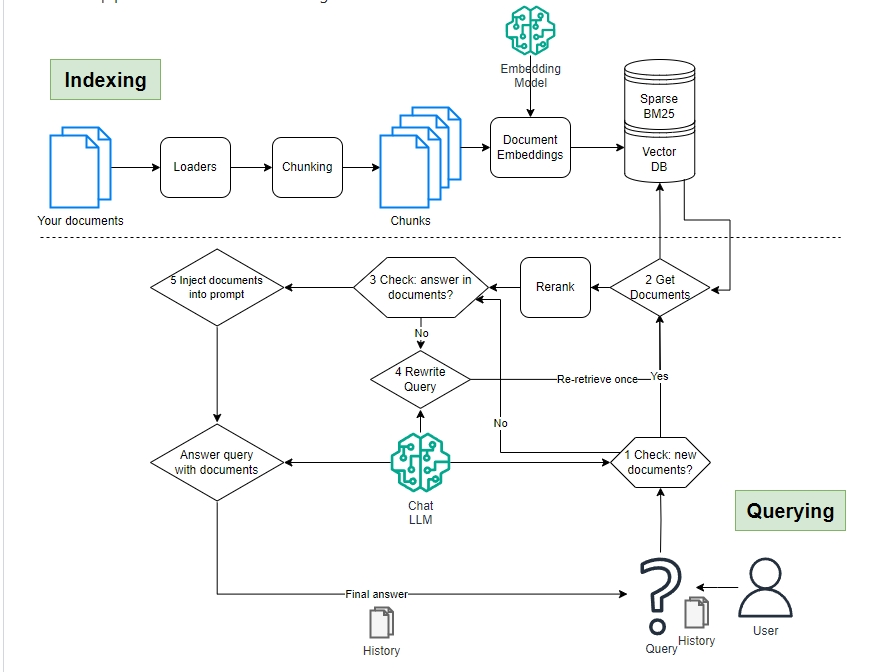 Embedding
Model
Indexing
Sparse
BM25
Vector
DB
Loaders
Chunking
Document
Embeddings
Your documents
Chunks
5 Inject documents
into prompt
3 Check: answer in
documents?
Rerank
2 Get
Documents
No
4 Rewrite
Query
Re-retrieve once
Yes
No
Answer query
with documents
1 Check: new
documents?
Chat
LLM
Querying
Final answer
History
?
Query
History
User